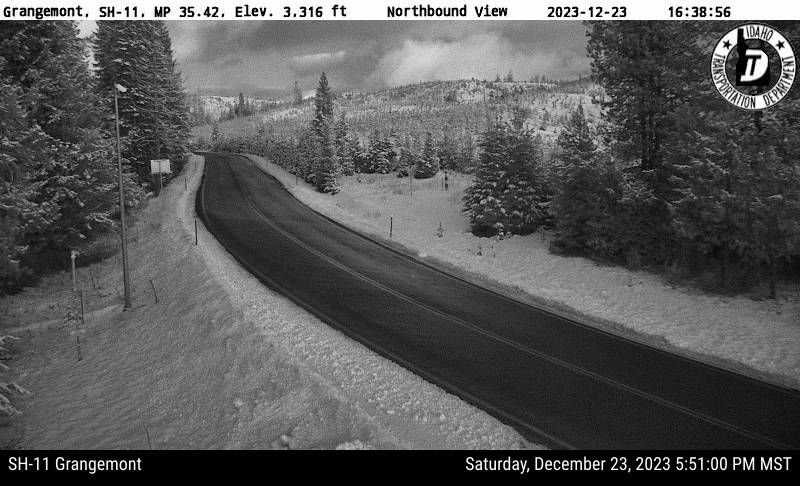 Grangemont, SH-11, MP 35.42, Elev. 3,316 ft Northbound View 2023-12-23 16:38:56
IDAHO
TRANSPORTATION DEPARTMENT
SH-11 Grangemont Saturday, December 23, 2023 5:51:00 PM MST